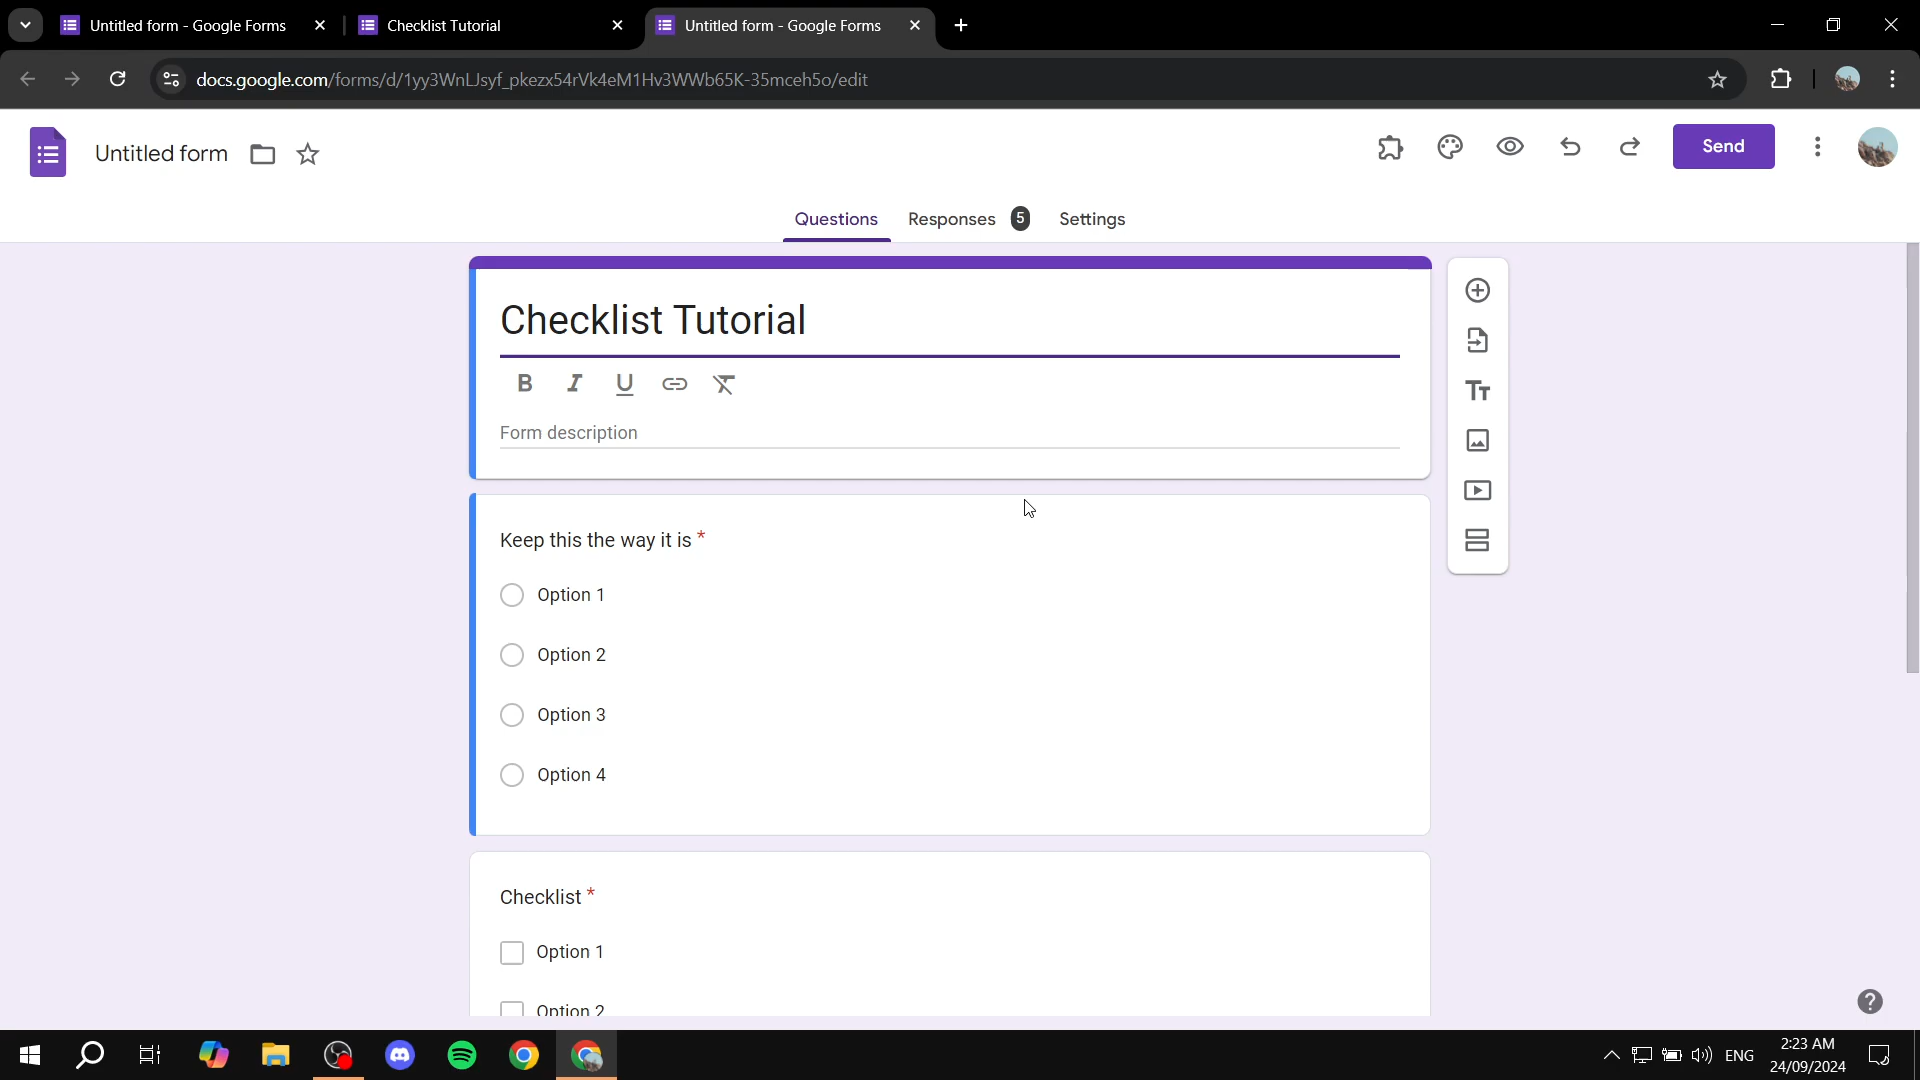 Untitled form - Google Forms
Checklist Tutorial
Untitled form - Google Forms
docs.google.com/forms/d/1yy3WnLJsyf_pkezx54rVk4eM1Hv3WWb65K-35mceh5o/edit
Untitled form
Send
Questions
Responses 5
Settings
Checklist Tutorial
B I U
Form description
Keep this the way it is *
Option 1
Option 2
Option 3
Option 4
Checklist *
Option 1
Option 2
ENG
2:23 AM
24/09/2024